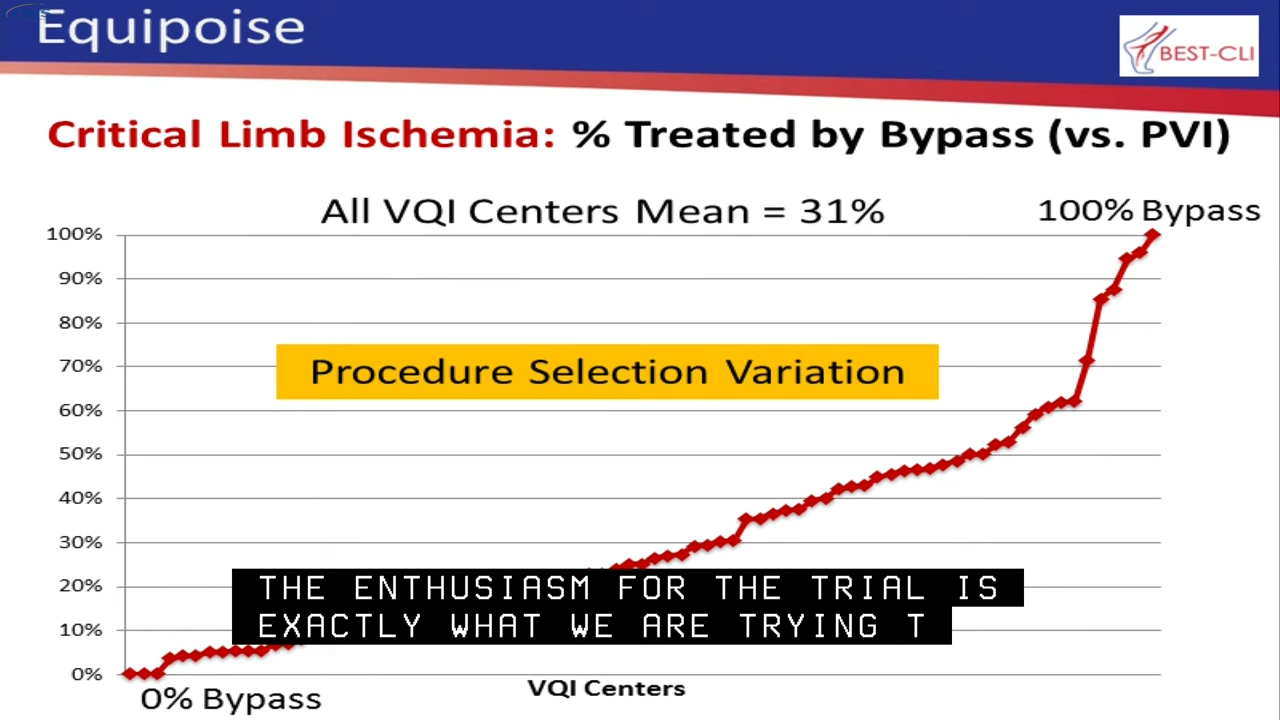 Equipoise
BEST-CLI
Critical Limb Ischemia: % Treated by Bypass (vs. PVI)
All VQI Centers Mean = 31%
100% Bypass
100%
90%
80%
Procedure Selection Variation
70%
60%
50%
40%
30%
20%
10%
0%
THE ENTHUSIASM FOR THE TRIAL IS
EXACTLY WHAT WE ARE TRYING T
0% Bypass
VQI Centers